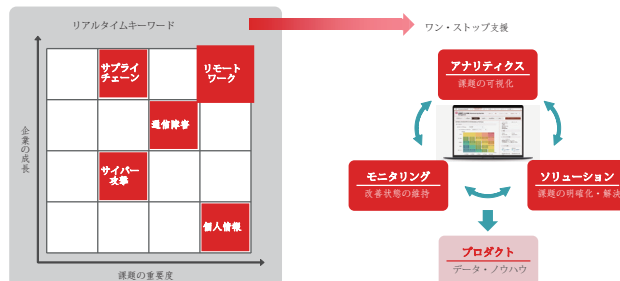 リアルタイムキーワード
サプライ
チェーン
リモート
ワーク
通信障害
サイバー
攻撃
個人情報
企業の成長
課題の重要度
ワン・ストップ支援
アナリティクス
課題の可視化
モニタリング
改善状態の維持
ソリューション
課題の明確化・解決
プロダクト
データ・ノウハウ